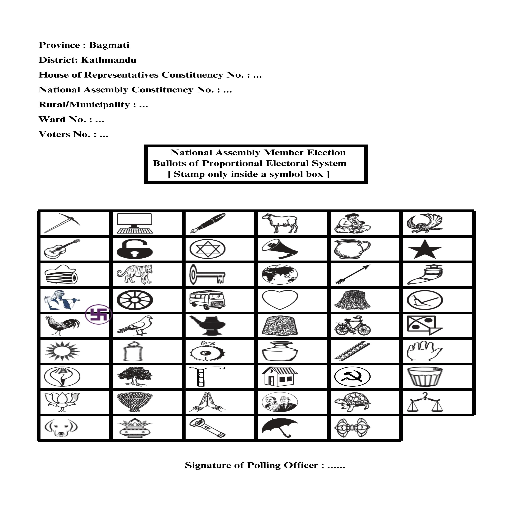 Province : Bagmati
District: Kathmandu
House of Representatives Constituency No. : ...
National Assembly Constituency No. : ...
Rural/Municipality : ...
Ward No. : ...
Voters No. : ...
National Assembly Member Election
Ballots of Proportional Electoral System
[ Stamp only inside a symbol box ]
Signature of Polling Officer : ......